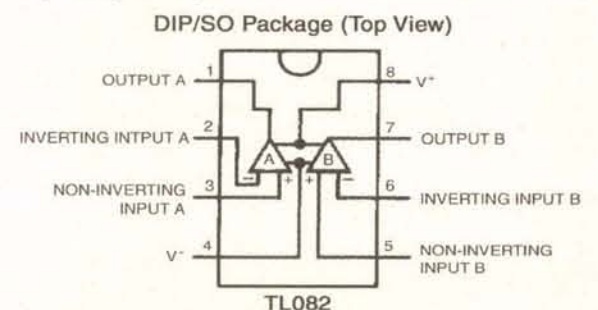 DIP/SO Package (Top View)
OUTPUT A
1
8
V+
INVERTING INTPUT A
2
7
OUTPUT B
A
B
− + + −
NON-INVERTING
INPUT A
3
6
INVERTING INPUT B
V-
4
5
NON-INVERTING
INPUT B
TL082